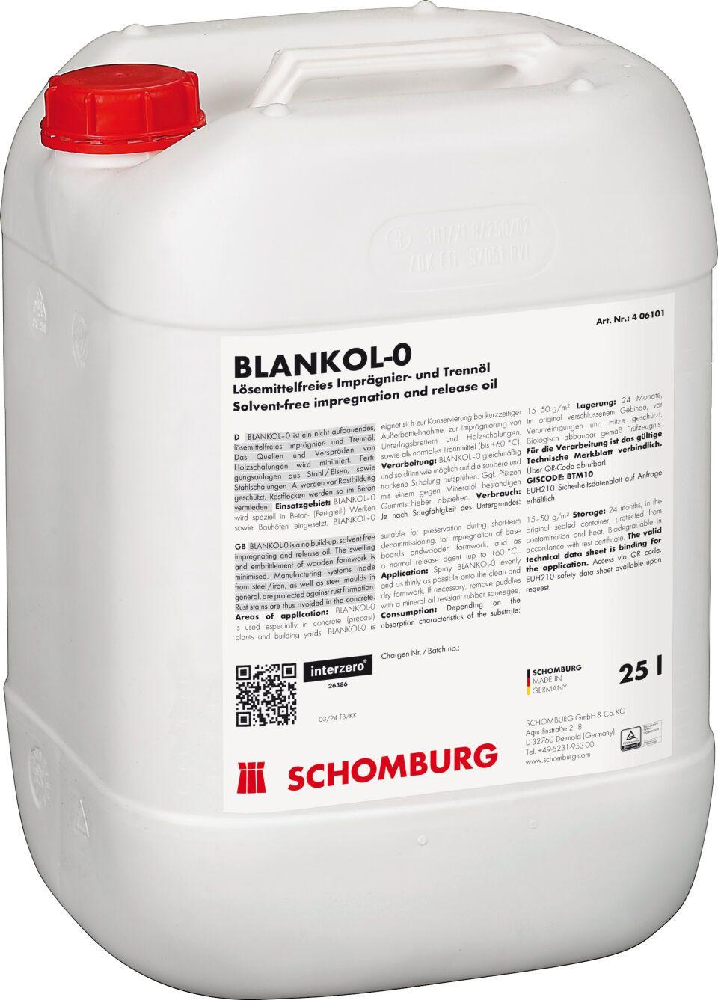 Art. Nr.: 4 06101
BLANKOL-0
Lösemittelfreies Imprägnier- und Trennöl
Solvent-free impregnation and release oil
D BLANKOL-0 ist ein nicht aufbauendes,
lösemittelfreies Imprägnier- und Trennöl.
Das Quellen und Verspröden von
Holzschalungen wird minimiert. Ferti-
gungsanlagen aus Stahl/Eisen, sowie
Stahlschalungen i.A. werden vor Rostbildung
geschützt. Rostflecken werden so im Beton
vermieden. Einsatzgebiet: BLANKOL-0
wird speziell in Beton- (Fertigteil-) Werken
sowie Bauhöfen eingesetzt. BLANKOL-0
eignet sich zur Konservierung bei kurzzeitiger
Außerbetriebnahme, zur Imprägnierung von
Unterlagsbrettern und Holzschalungen,
sowie als normales Trennmittel (bis +60 °C).
Verarbeitung: BLANKOL-0 gleichmäßig
und so dünn wie möglich auf die saubere und
trockene Schalung aufsprühen. Ggf. Pfützen
mit einem gegen Mineralöl beständigen
Gummischieber abziehen. Verbrauch:
Je nach Saugfähigkeit des Untergrundes:
15-50 g/m² Lagerung: 24 Monate,
im original verschlossenem Gebinde, vor
Verunreinigungen und Hitze geschützt.
Biologisch abbaubar gemäß Prüfzeugnis.
Für die Verarbeitung ist das gültige
Technische Merkblatt verbindlich.
Über QR-Code abrufbar!
GISCODE: BTM10
EUH210 Sicherheitsdatenblatt auf Anfrage
erhältlich.
GB BLANKOL-0 is a no build-up, solvent-free
impregnating and release oil. The swelling
and embrittlement of wooden formwork is
minimised. Manufacturing systems made
from steel/iron, as well as steel moulds in
general, are protected against rust formation.
Rust stains are thus avoided in the concrete.
Areas of application: BLANKOL-0
is used especially in concrete (precast)
plants and building yards. BLANKOL-0 is
suitable for preservation during short-term
decommissioning, for impregnation of base
boards andwooden formwork, and as
a normal release agent (up to +60°C).
Application: Spray BLANKOL-0 evenly
and as thinly as possible onto the clean and
dry formwork. If necessary, remove puddles
with a mineral oil resistant rubber squeegee.
Consumption: Depending on the
absorption characteristics of the substrate:
15-50 g/m² Storage: 24 months, in the
original sealed container, protected from
contamination and heat. Biodegradable in
accordance with test certificate. The valid
technical data sheet is binding for
the application. Access via QR code.
EUH210 safety data sheet available upon
request.
Chargen-Nr./Batch no.:
interzero®
26386
03/24 TB/KK
SCHOMBURG
MADE IN
GERMANY
25 l
SCHOMBURG GmbH & Co. KG
Aquafinstraße 2-8
D-32760 Detmold (Germany)
Tel. +49-5231-953-00
www.schomburg.com
SCHOMBURG